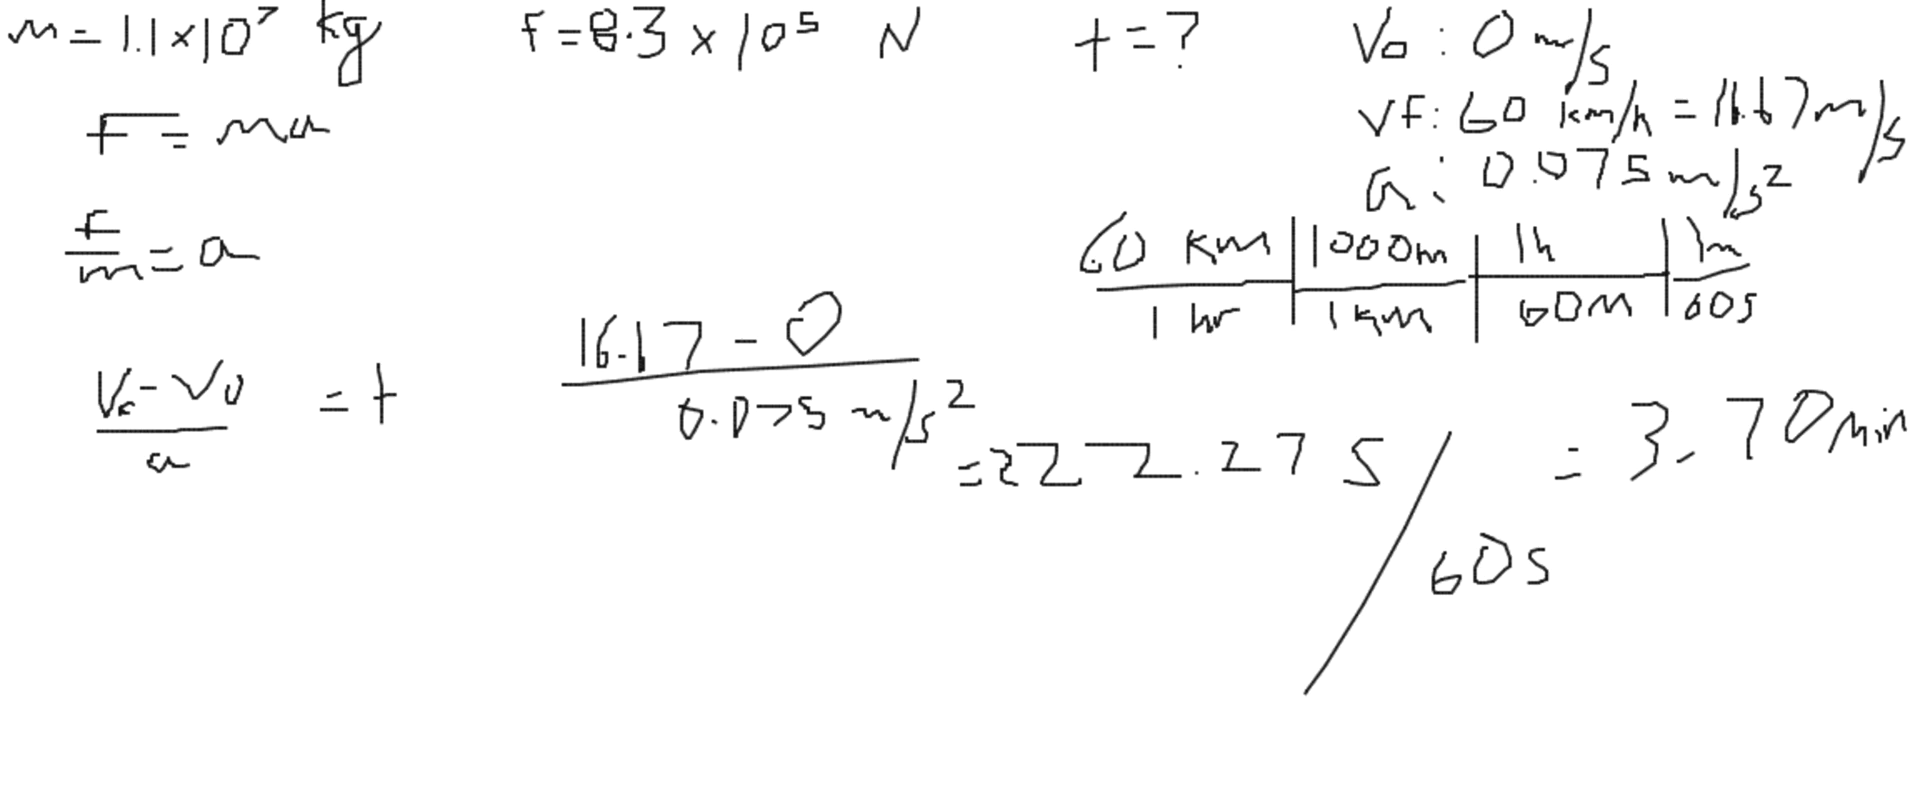 m = 1.1×10⁷ kg   F = 8.3 × 10⁵ N   t = ?   V₀ : 0 m/s
F = ma   Vf : 60 km/h = 16.67 m/s
a : 0.075 m/s²
F/m = a   60 km / 1 hr | 1000m / 1 km | 1h / 60M | 1m / 60s
Vf - V0 / a = t   16.17 - 0 / 0.075 m/s² = 222.27 s / 60s = 3.70 min